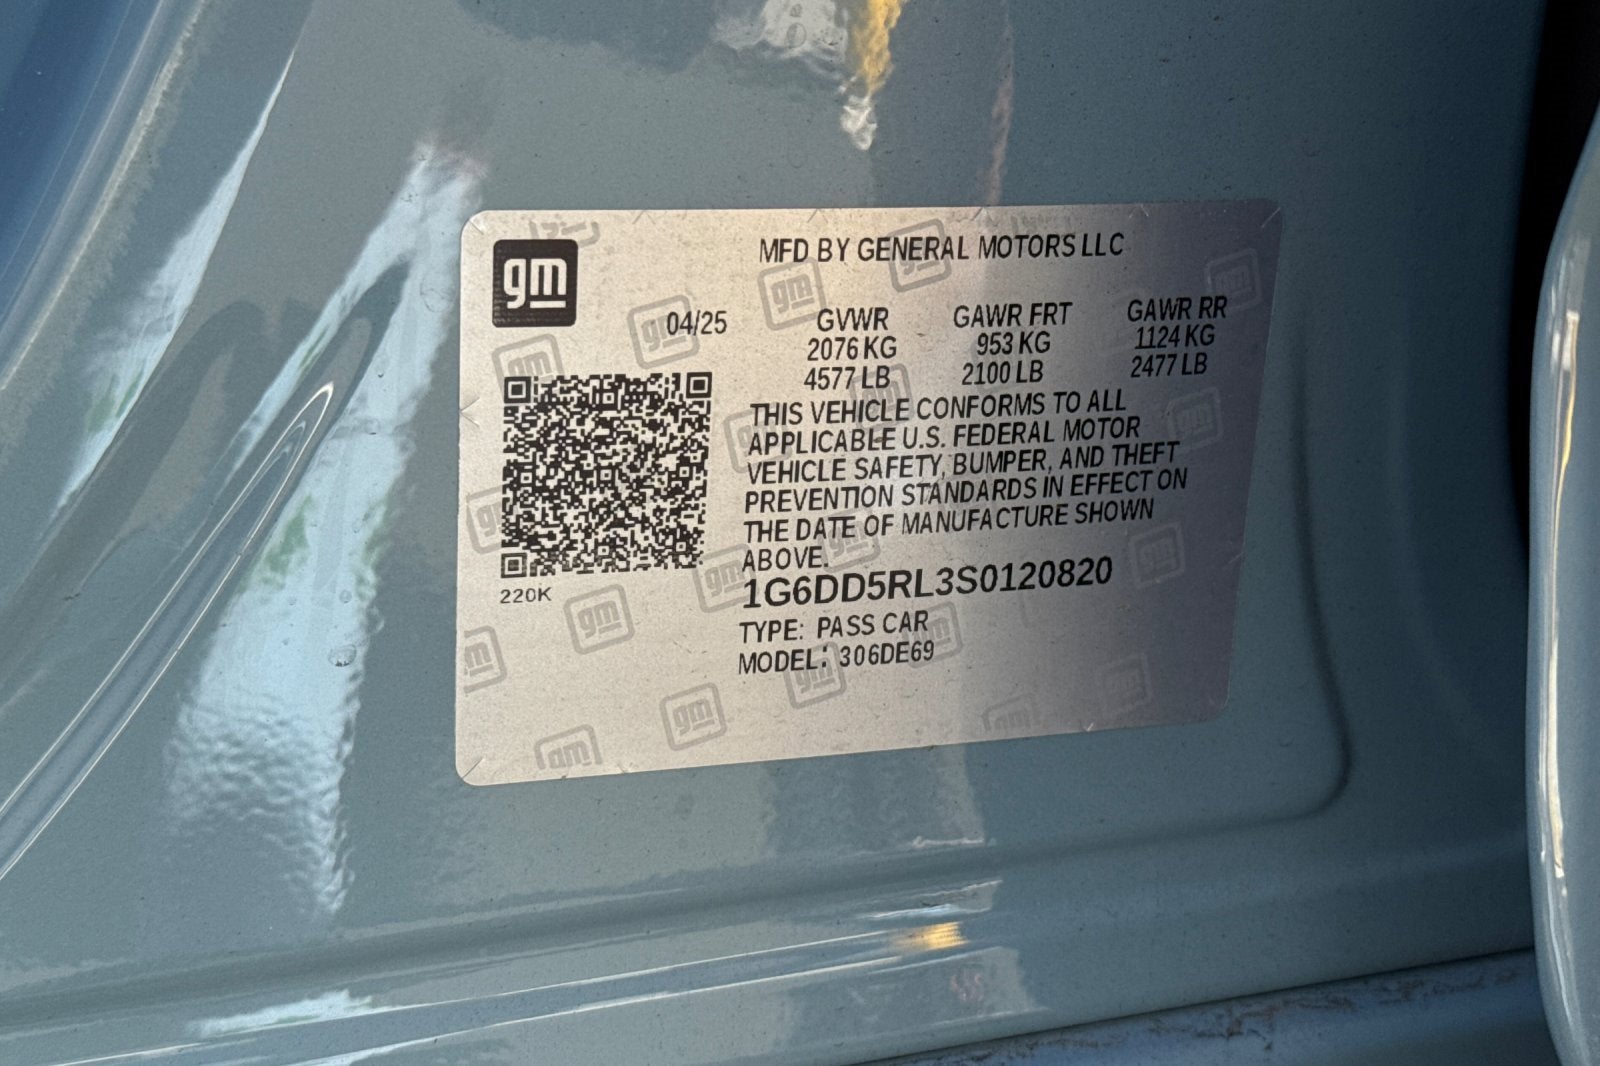 gm
MFD BY GENERAL MOTORS LLC
04/25 GVWR GAWR FRT GAWR RR
2076 KG 953 KG 1124 KG
4577 LB 2100 LB 2477 LB
THIS VEHICLE CONFORMS TO ALL
APPLICABLE U.S. FEDERAL MOTOR
VEHICLE SAFETY, BUMPER, AND THEFT
PREVENTION STANDARDS IN EFFECT ON
THE DATE OF MANUFACTURE SHOWN
ABOVE.
220K
1G6DD5RL3S0120820
TYPE: PASS CAR
MODEL: 306DE69